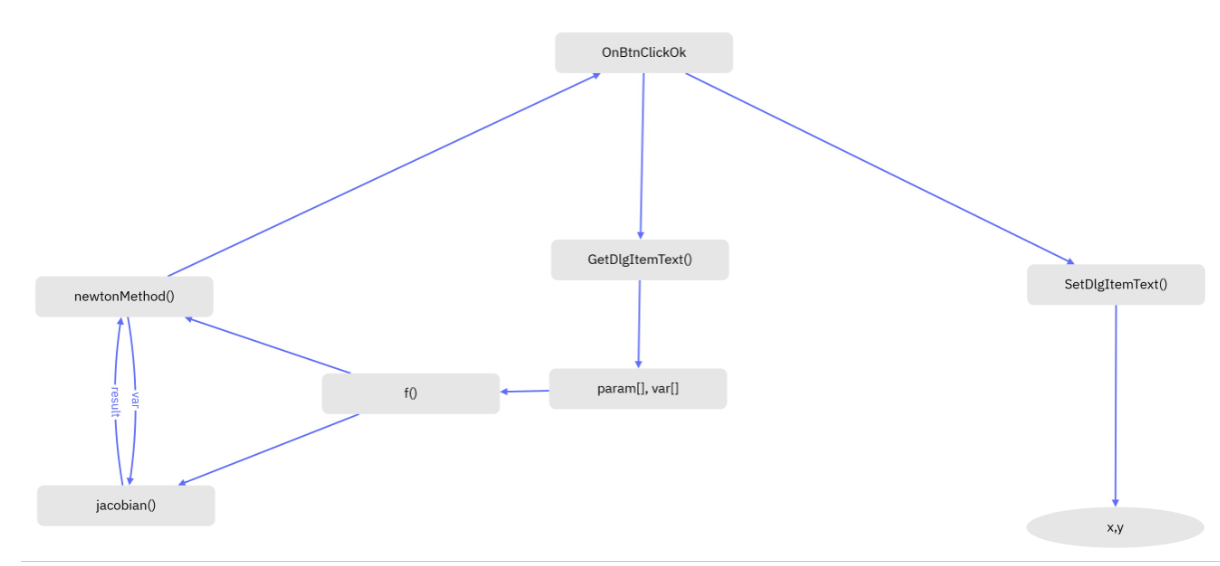 OnBtnClickOk
GetDlgItemText()
SetDlgItemText()
newtonMethod()
param[], var[]
f()
result
var
jacobian()
x,y